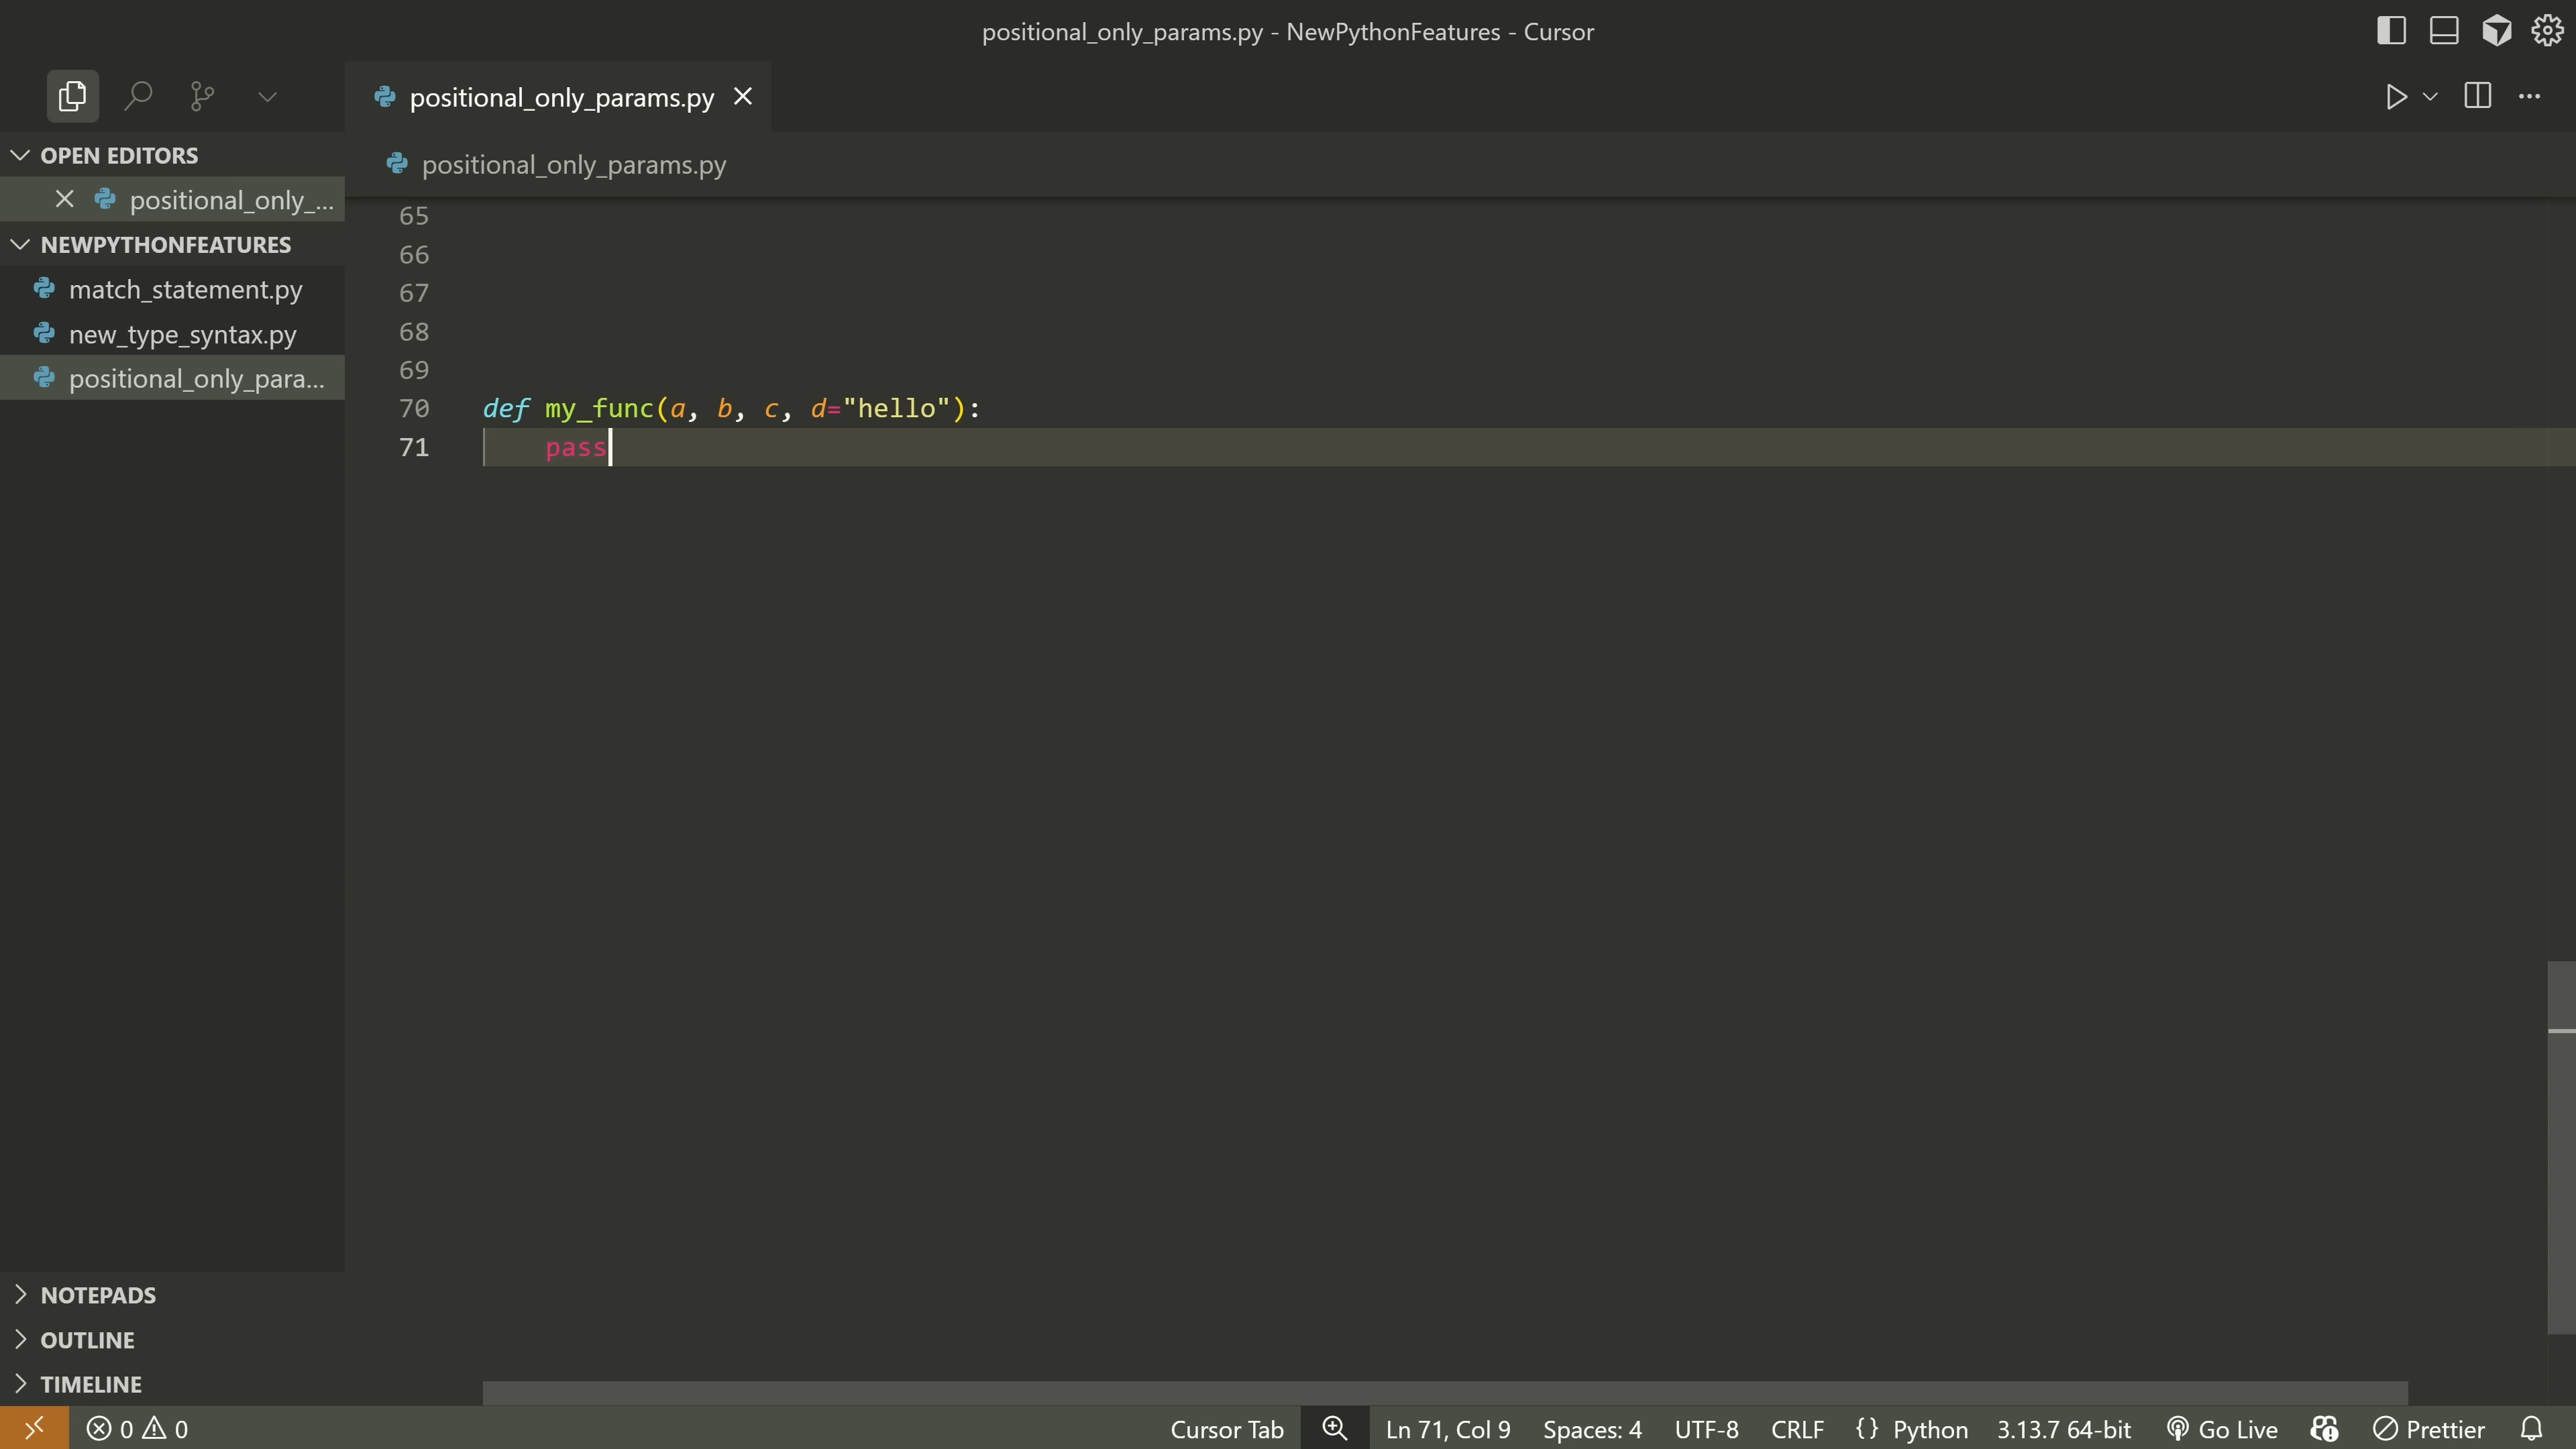 positional_only_params.py - NewPythonFeatures - Cursor
positional_only_params.py
OPEN EDITORS
positional_only_...
NEWPYTHONFEATURES
match_statement.py
new_type_syntax.py
positional_only_para...
NOTEPADS
OUTLINE
TIMELINE
positional_only_params.py
65
66
67
68
69
70 def my_func(a, b, c, d="hello"):
71 pass
0 0 Cursor Tab Ln 71, Col 9 Spaces: 4 UTF-8 CRLF {} Python 3.13.7 64-bit Go Live Prettier